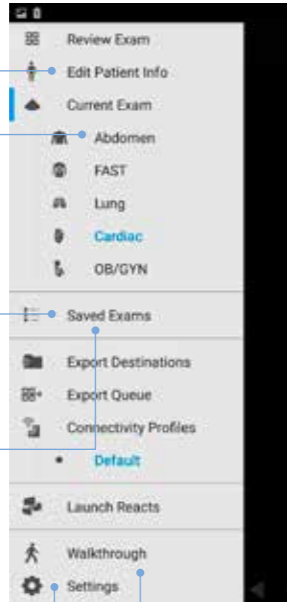 Review Exam
Edit Patient Info
Current Exam
Abdomen
FAST
Lung
Cardiac
OB/GYN
Saved Exams
Export Destinations
Export Queue
Connectivity Profiles
Default
Launch Reacts
Walkthrough
Settings